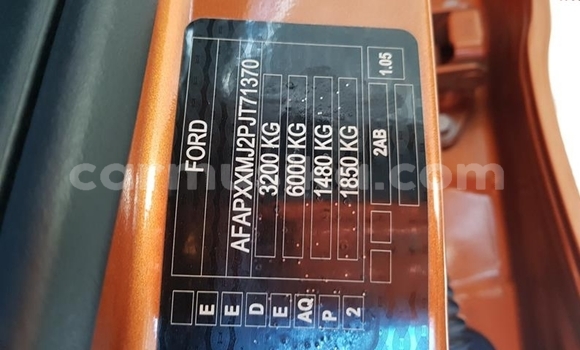 FORD
AFAPXXMJ2PJT71370
3200 KG
6000 KG
1480 KG
1850 KG
2AB
1.05
E E D E AQ P 2